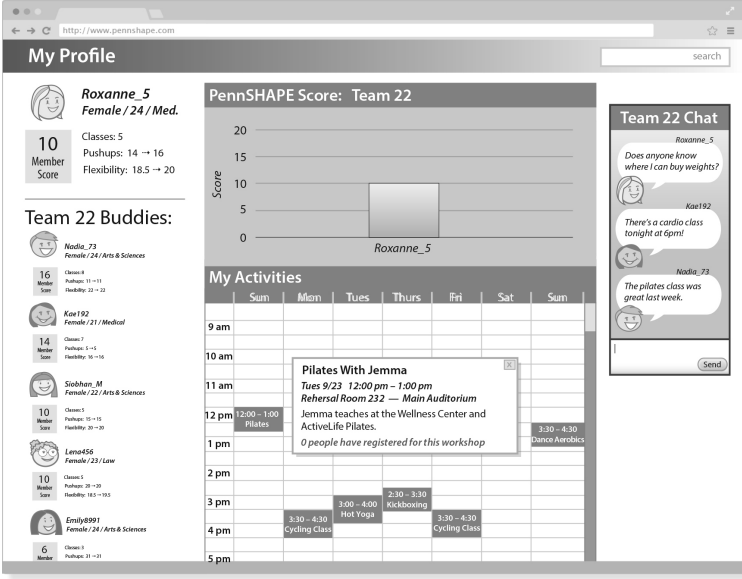 http://www.pennshape.com
My Profile
search
Roxanne_5
Female / 24 / Med.
10
Member
Score
Classes: 5
Pushups: 14 → 16
Flexibility: 18.5 → 20
Team 22 Buddies:
Nadia_73
Female / 24 / Arts & Sciences
16
Member
Score
Classes: 8
Pushups: 11 → 11
Flexibility: 22 → 22
Kae192
Female / 21 / Medical
14
Member
Score
Classes: 7
Pushups: 5 → 5
Flexibility: 16 → 16
Siobhan_M
Female / 22 / Arts & Sciences
10
Member
Score
Classes: 5
Pushups: 15 → 15
Flexibility: 20 → 20
Lena456
Female / 23 / Law
10
Member
Score
Classes: 5
Pushups: 20 → 20
Flexibility: 18.5 → 19.5
Emily8991
Female / 24 / Arts & Sciences
6
Member
Classes: 3
Pushups: 31 → 31
PennSHAPE Score: Team 22
20
15
10
5
0
Score
Roxanne_5
My Activities
Sum Mon Tues Thurs Fri Sat Sum
9 am
10 am
11 am
12 pm
1 pm
2 pm
3 pm
4 pm
5 pm
12:00 – 1:00
Pilates
3:30 – 4:30
Cycling Class
3:00 – 4:00
Hot Yoga
2:30 – 3:30
Kickboxing
3:30 – 4:30
Cycling Class
3:30 – 4:30
Dance Aerobics
Pilates With Jemma
x
Tues 9/23 12:00 pm – 1:00 pm
Rehersal Room 232 — Main Auditorium
Jemma teaches at the Wellness Center and
ActiveLife Pilates.
0 people have registered for this workshop
Team 22 Chat
Roxanne_5
Does anyone know
where I can buy weights?
Kae192
There's a cardio class
tonight at 6pm!
Nadia_73
The pilates class was
great last week.
Send